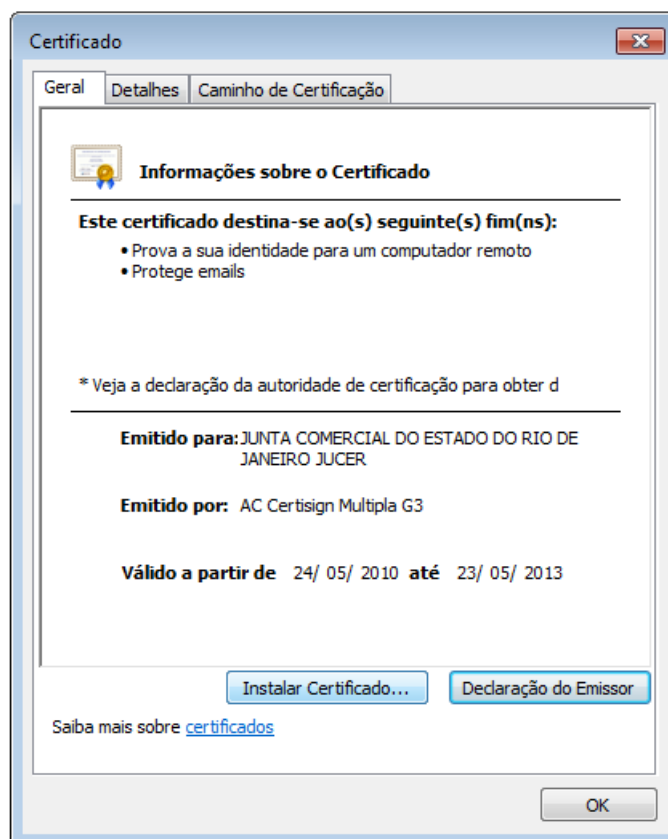 Certificado
Geral Detalhes Caminho de Certificação
Informações sobre o Certificado
Este certificado destina-se ao(s) seguinte(s) fim(ns):
• Prova a sua identidade para um computador remoto
• Protege emails
* Veja a declaração da autoridade de certificação para obter d
Emitido para: JUNTA COMERCIAL DO ESTADO DO RIO DE
JANEIRO JUCER
Emitido por: AC Certisign Multipla G3
Válido a partir de 24/ 05/ 2010 até 23/ 05/ 2013
Instalar Certificado... Declaração do Emissor
Saiba mais sobre certificados
OK